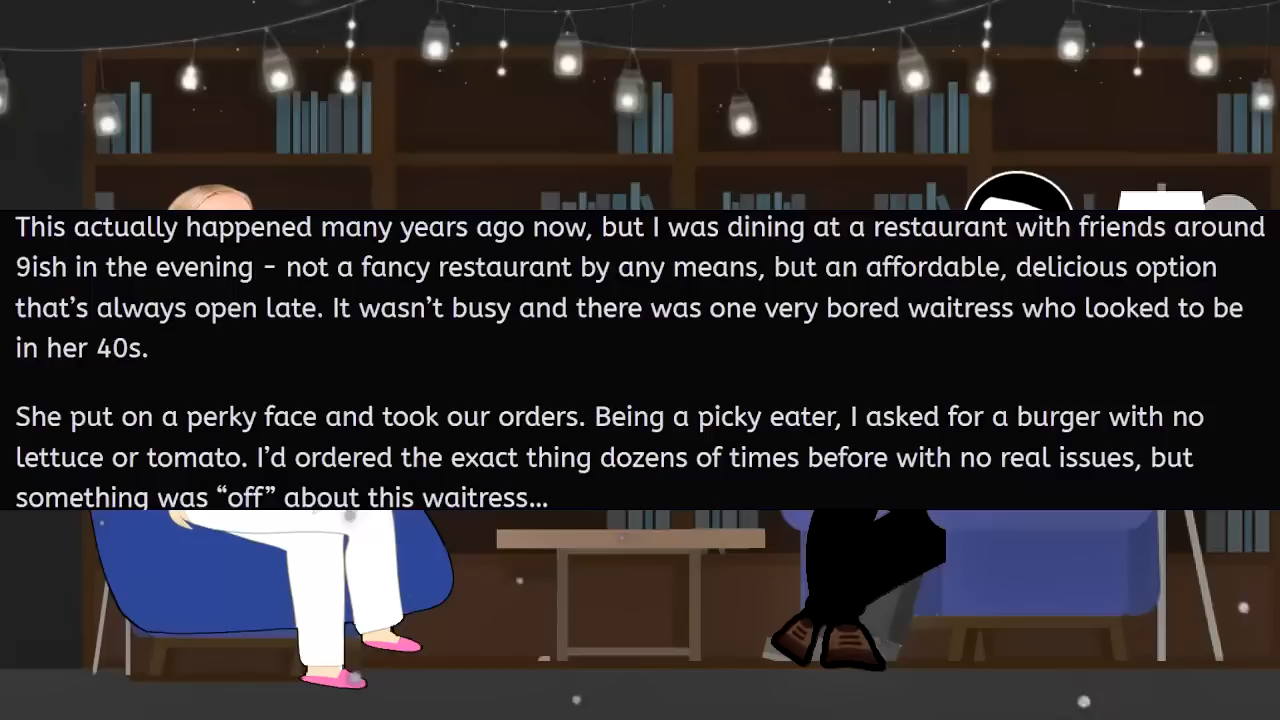 This actually happened many years ago now, but I was dining at a restaurant with friends around
9ish in the evening - not a fancy restaurant by any means, but an affordable, delicious option
that’s always open late. It wasn’t busy and there was one very bored waitress who looked to be
in her 40s.
She put on a perky face and took our orders. Being a picky eater, I asked for a burger with no
lettuce or tomato. I’d ordered the exact thing dozens of times before with no real issues, but
something was “off” about this waitress...